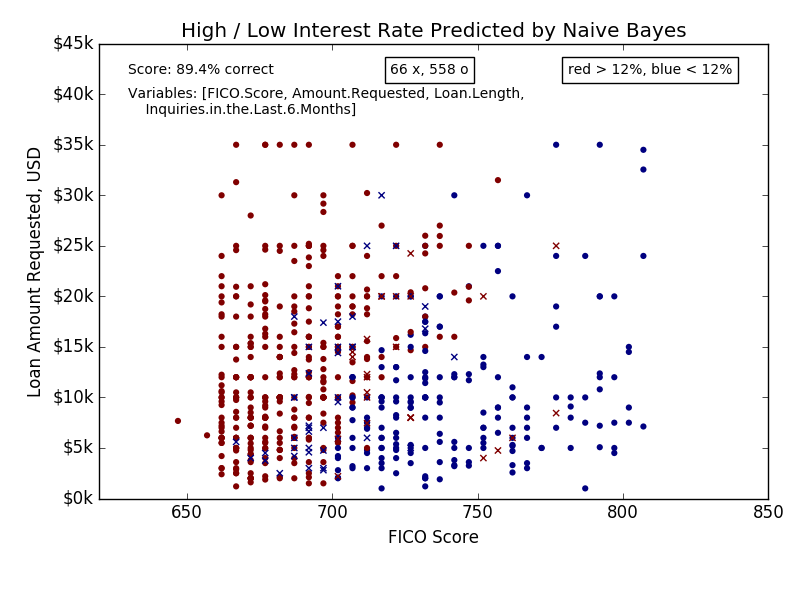 High / Low Interest Rate Predicted by Naive Bayes
Score: 89.4% correct
66 x, 558 o
red > 12%, blue < 12%
Variables: [FICO.Score, Amount.Requested, Loan.Length,
Inquiries.in.the.Last.6.Months]
Loan Amount Requested, USD
$45k
$40k
$35k
$30k
$25k
$20k
$15k
$10k
$5k
$0k
650 700 750 800 850
FICO Score